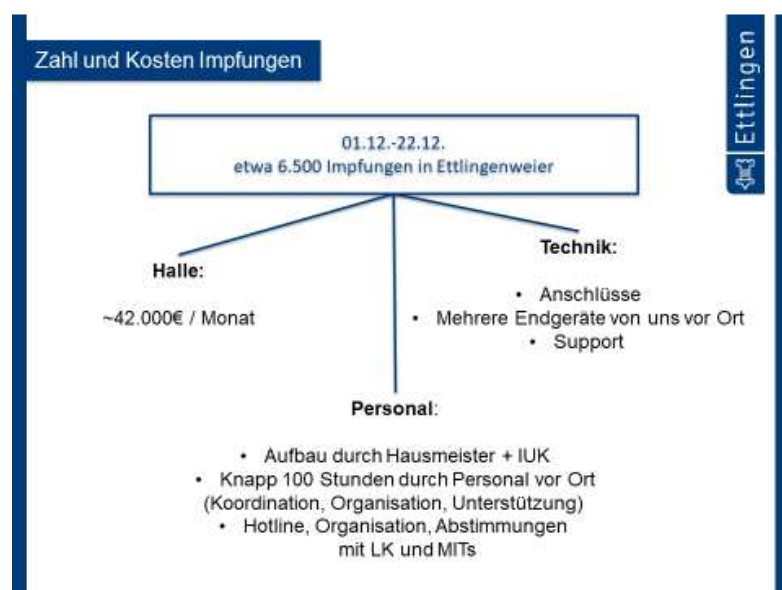 Zahl und Kosten Impfungen
Ettlingen
01.12.-22.12.
etwa 6.500 Impfungen in Ettlingenweier
Halle:
~42.000€ / Monat
Technik:
• Anschlüsse
• Mehrere Endgeräte von uns vor Ort
• Support
Personal:
• Aufbau durch Hausmeister + IUK
• Knapp 100 Stunden durch Personal vor Ort
(Koordination, Organisation, Unterstützung)
• Hotline, Organisation, Abstimmungen
mit LK und MITs